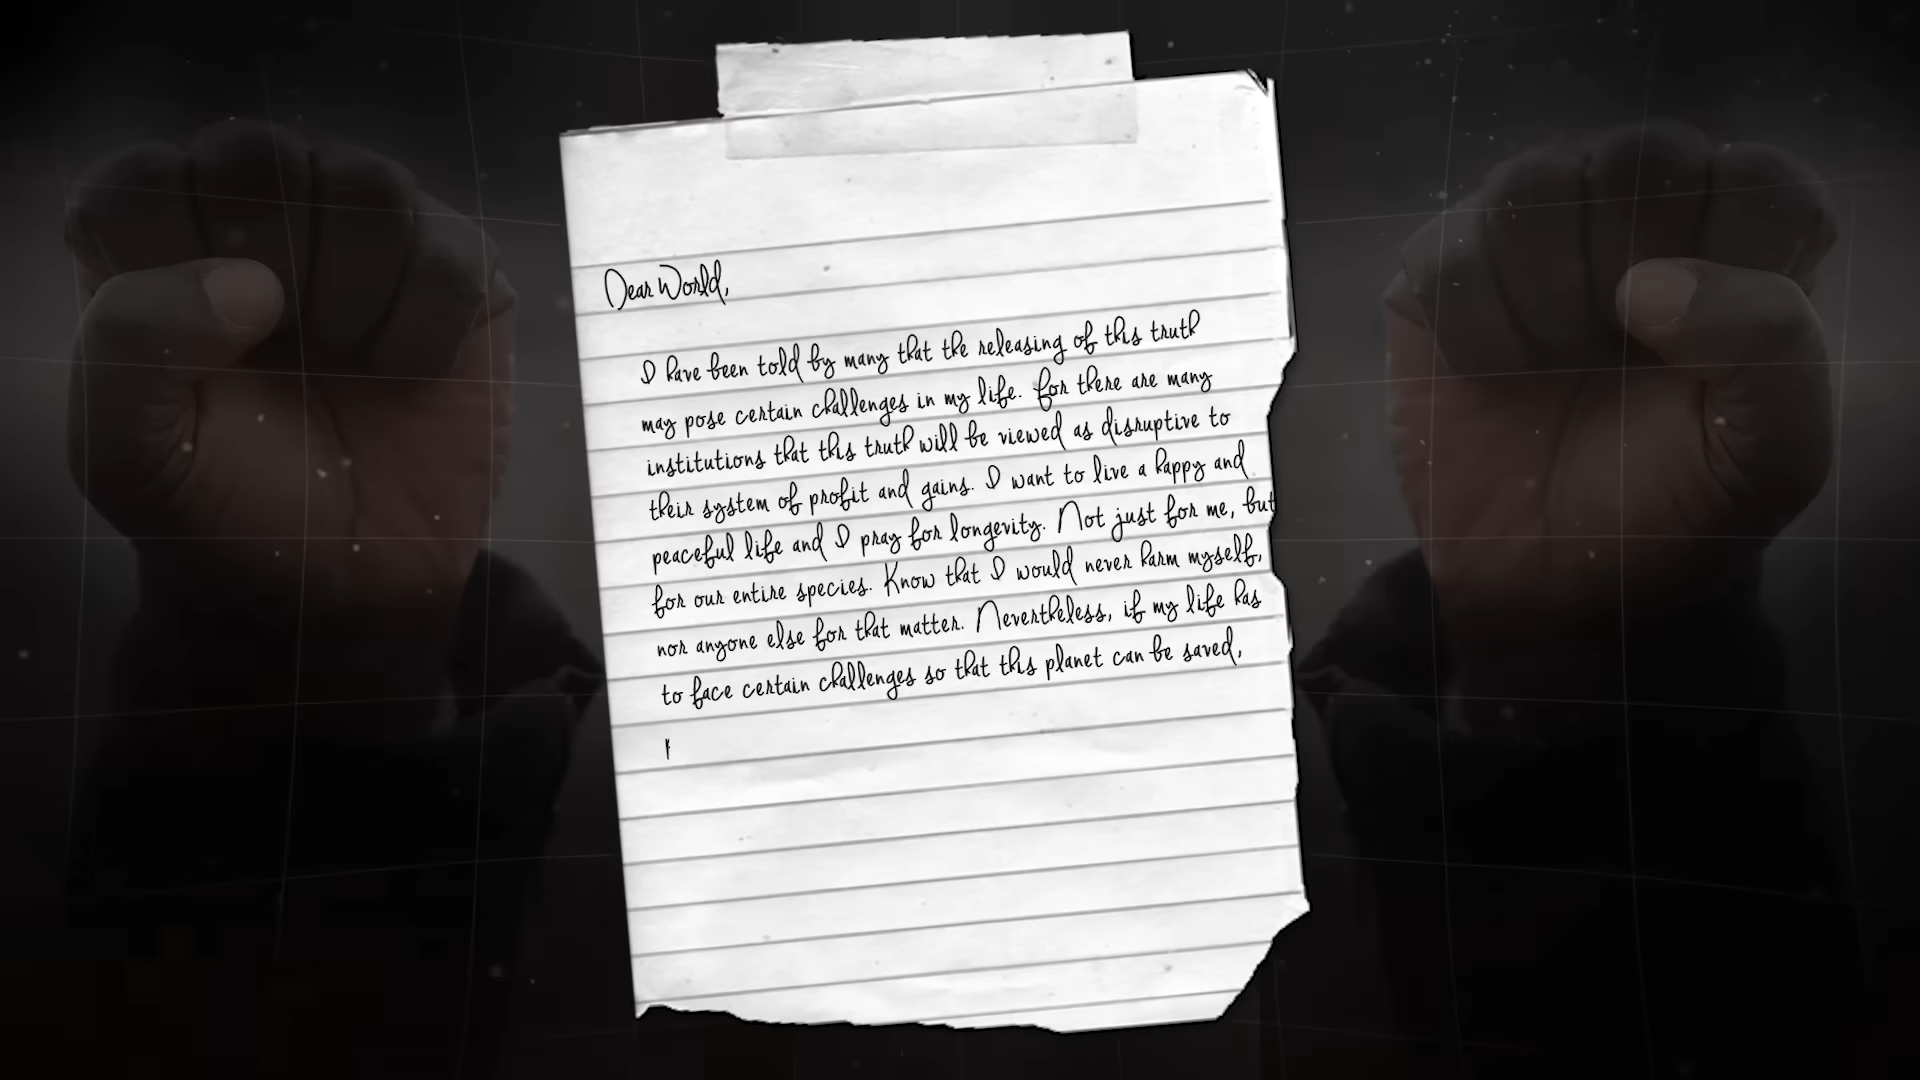 Dear World,
I have been told by many that the releasing of this truth
may pose certain challenges in my life. For there are many
institutions that this truth will be viewed as disruptive to
their system of profit and gains. I want to live a happy and
peaceful life and I pray for longevity. Not just for me, but
for our entire species. Know that I would never harm myself,
nor anyone else for that matter. Nevertheless, if my life has
to face certain challenges so that this planet can be saved,